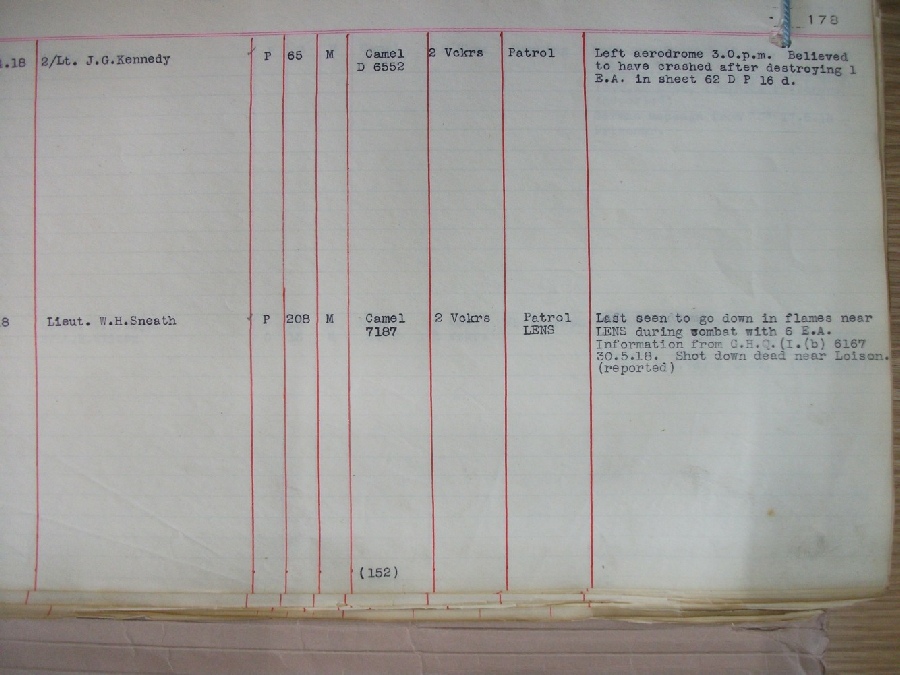 178
.18 2/Lt. J.G.Kennedy P 65 M Camel 2 Vckrs Patrol Left aerodrome 3.0.p.m. Believed
D 6552 to have crashed after destroying 1
E.A. in sheet 62 D P 16 d.
8 Lieut. W.H.Sneath P 208 M Camel 2 Vckrs Patrol Last seen to go down in flames near
7187 LENS LENS during combat with 6 E.A.
Information from G.H.Q.(I.(b) 6167
30.5.18. Shot down dead near Loison.
(reported)
(152)